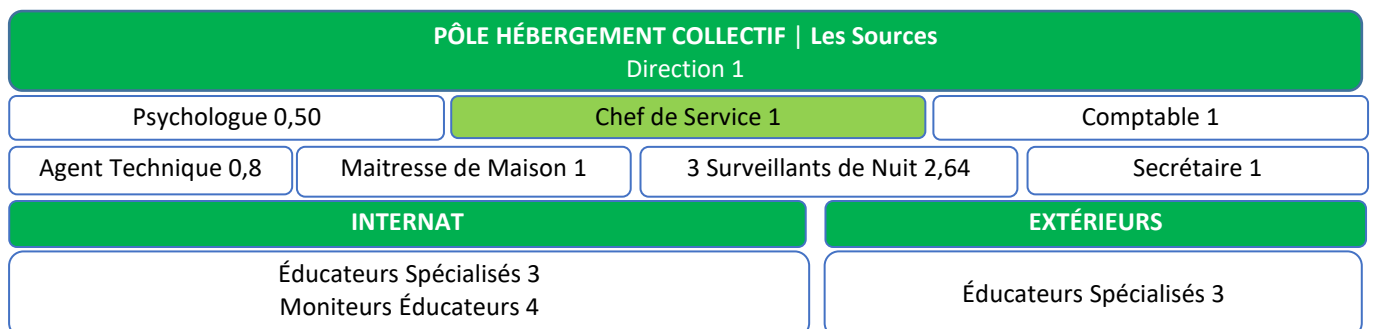 PÔLE HÉBERGEMENT COLLECTIF | Les Sources
Direction 1
Psychologue 0,50
Chef de Service 1
Comptable 1
Agent Technique 0,8
Maitresse de Maison 1
3 Surveillants de Nuit 2,64
Secrétaire 1
INTERNAT
EXTÉRIEURS
Éducateurs Spécialisés 3
Moniteurs Éducateurs 4
Éducateurs Spécialisés 3